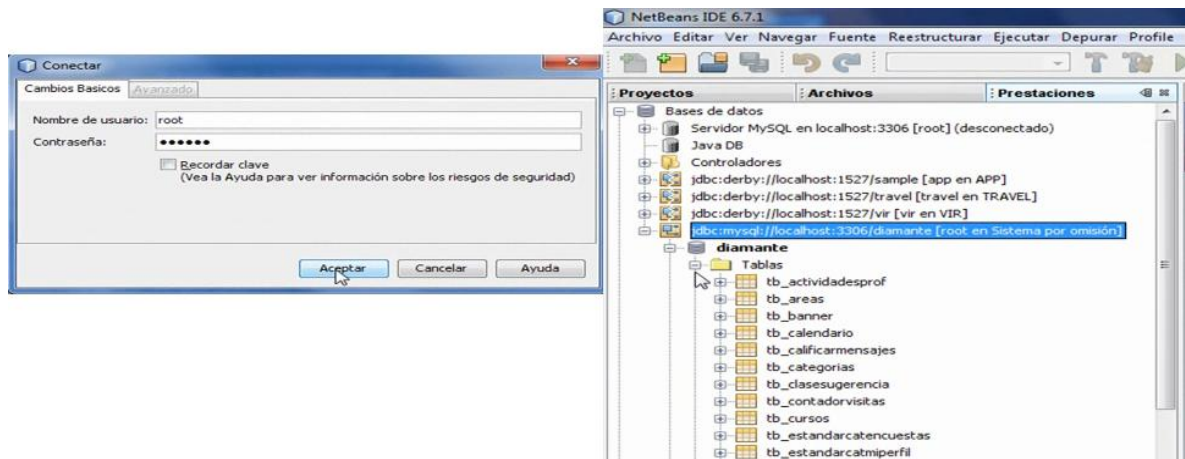 Conectar
Cambios Basicos Avanzado
Nombre de usuario: root
Contraseña: ••••••
Recordar clave
(Vea la Ayuda para ver información sobre los riesgos de seguridad)
Aceptar Cancelar Ayuda
NetBeans IDE 6.7.1
Archivo Editar Ver Navegar Fuente Reestructurar Ejecutar Depurar Profile
Proyectos Archivos Prestaciones
Bases de datos
Servidor MySQL en localhost:3306 [root] (desconectado)
Java DB
Controladores
jdbc:derby://localhost:1527/sample [app en APP]
jdbc:derby://localhost:1527/travel [travel en TRAVEL]
jdbc:derby://localhost:1527/vir [vir en VIR]
jdbc:mysql://localhost:3306/diamante [root en Sistema por omisión]
diamante
Tablas
tb_actividadesprof
tb_areas
tb_banner
tb_calendario
tb_calificarmensajes
tb_categorias
tb_clasesugerencia
tb_contadorvisitas
tb_cursos
tb_estandarcatencuestas
tb_estandarcatmiperfil